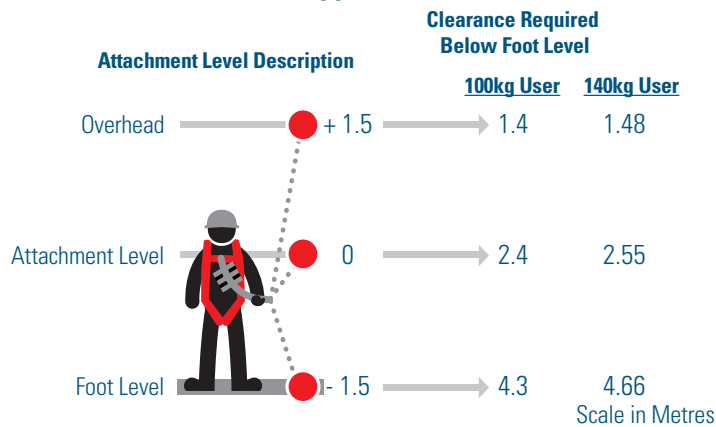 Clearance Required
Below Foot Level
Attachment Level Description
100kg User 140kg User
Overhead + 1.5 1.4 1.48
Attachment Level 0 2.4 2.55
Foot Level - 1.5 4.3 4.66
Scale in Metres